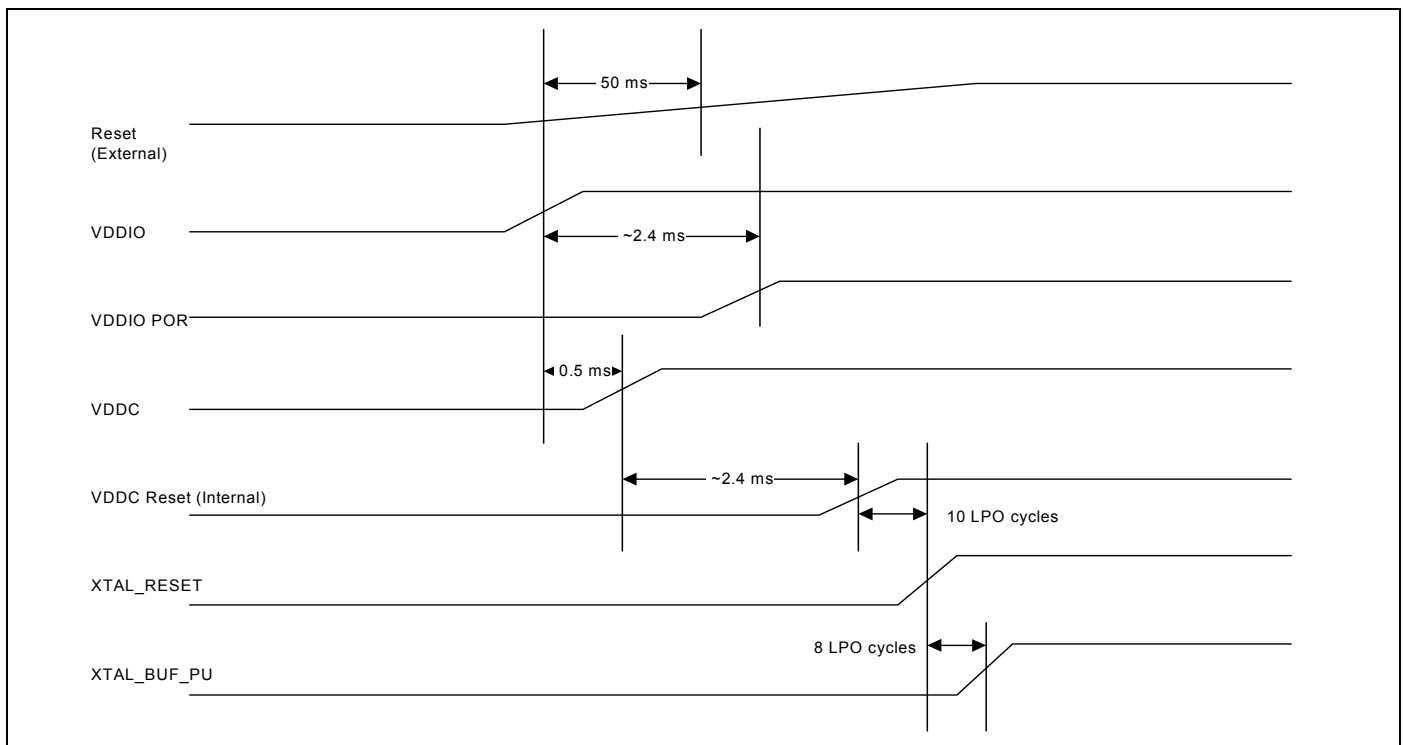 50 ms
Reset
(External)
VDDIO
~2.4 ms
VDDIO POR
0.5 ms
VDDC
~2.4 ms
VDDC Reset (Internal)
10 LPO cycles
XTAL_RESET
8 LPO cycles
XTAL_BUF_PU